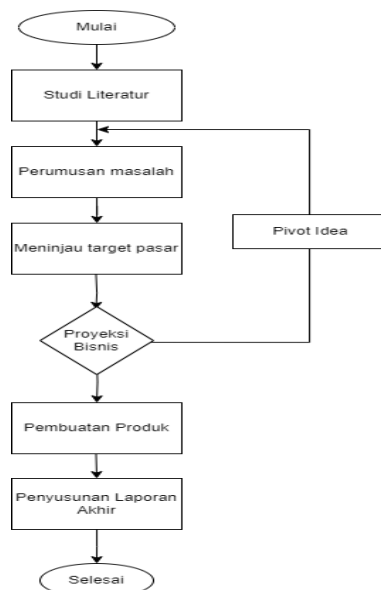 Mulai
Studi Literatur
Perumusan masalah
Meninjau target pasar
Pivot Idea
Proyeksi
Bisnis
Pembuatan Produk
Penyusunan Laporan
Akhir
Selesai